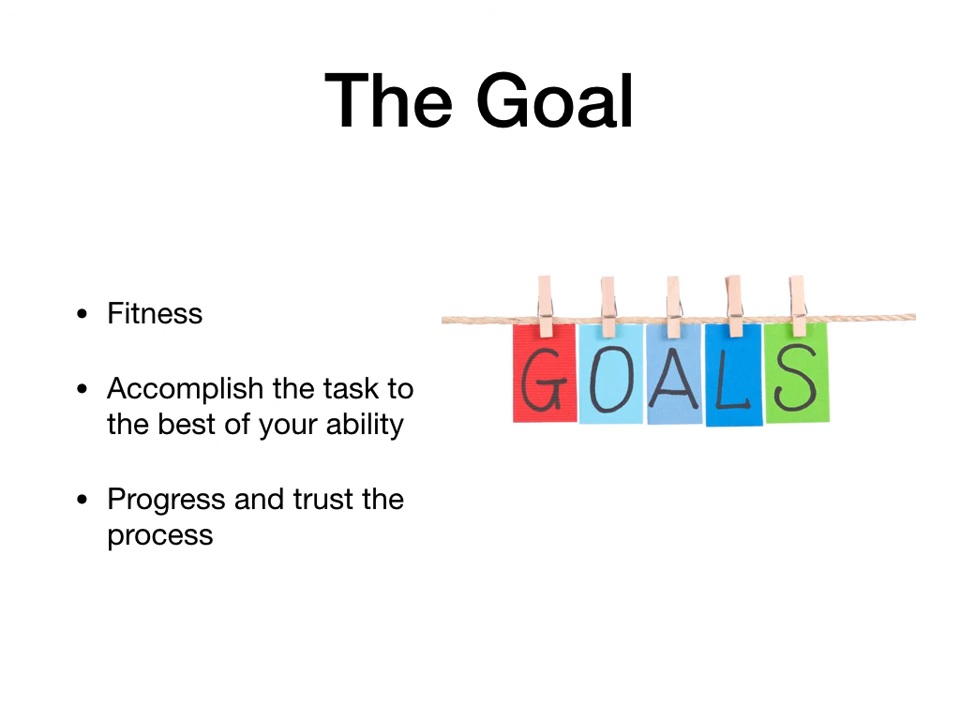 The Goal
• Fitness
• Accomplish the task to
the best of your ability
• Progress and trust the
process
GOALS